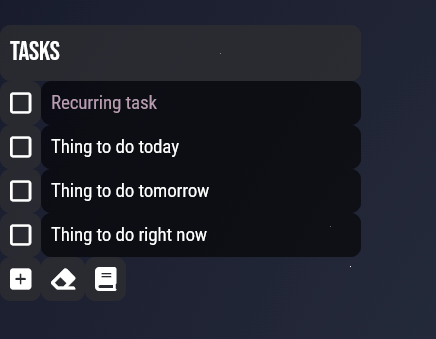 TASKS
Recurring task
Thing to do today
Thing to do tomorrow
Thing to do right now